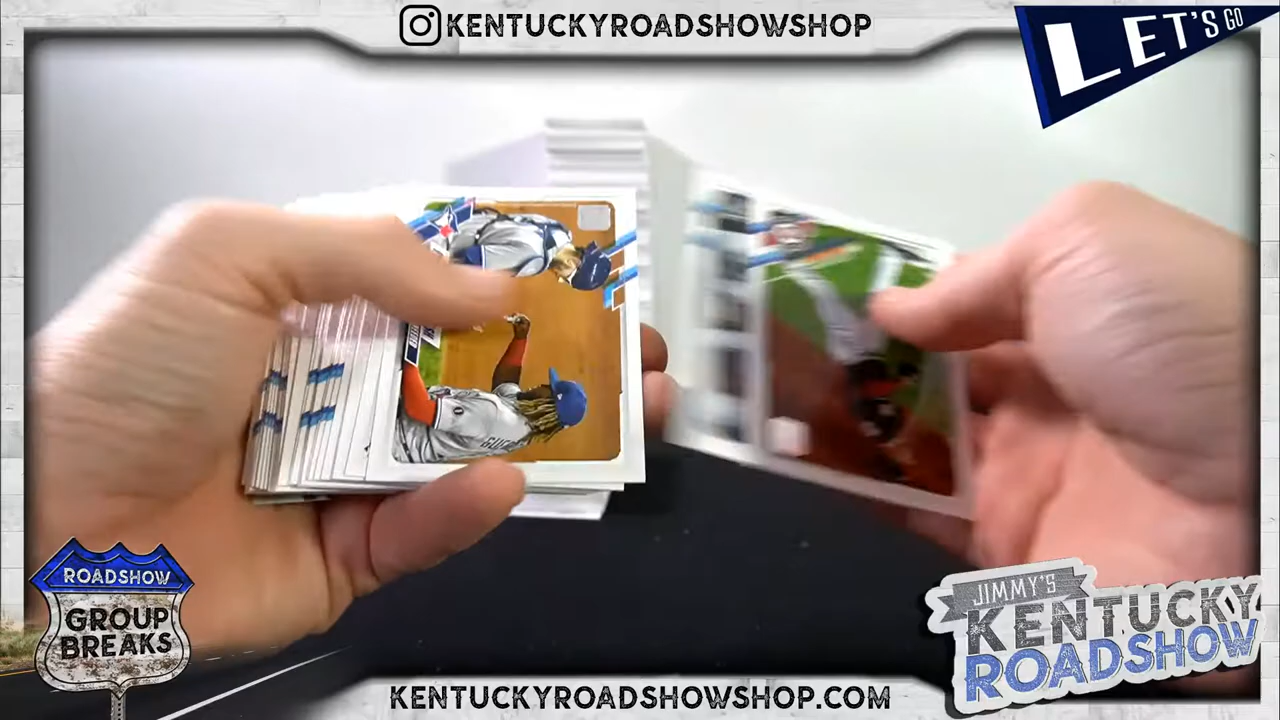 KENTUCKYROADSHOWSHOP
LET'S GO
ROADSHOW
GROUP
BREAKS
JIMMY'S
KENTUCKY
ROADSHOW
KENTUCKYROADSHOWSHOP.COM